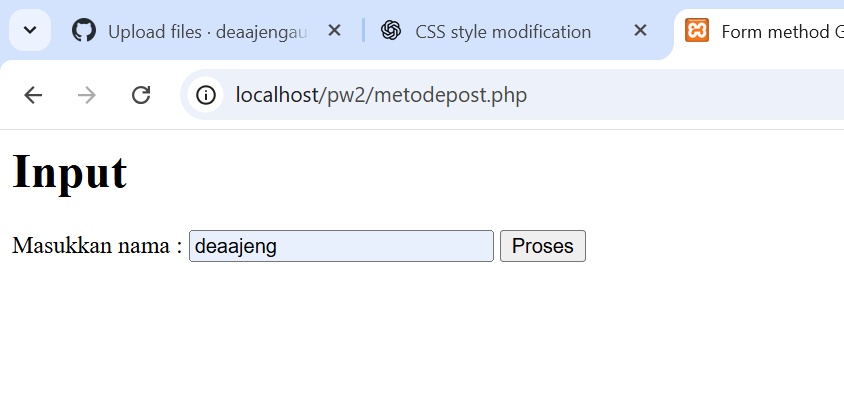 Upload files · deaajengau
CSS style modification
Form method G
localhost/pw2/metodepost.php
Input
Masukkan nama : deaajeng Proses